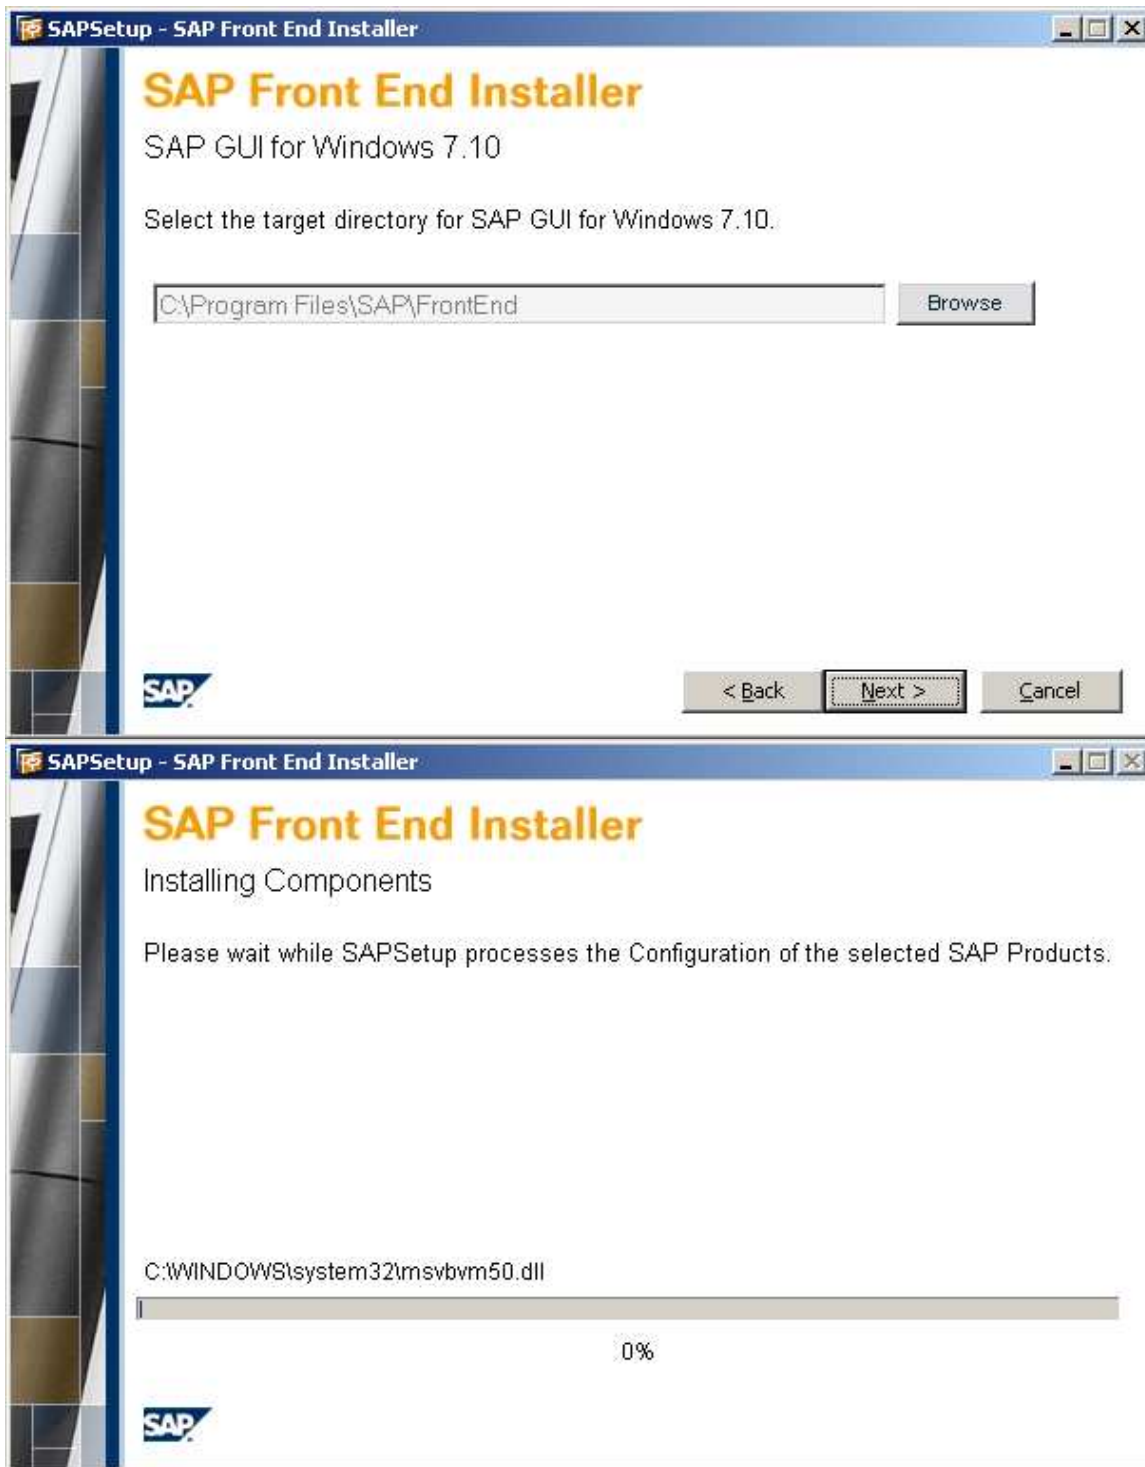 SAPSetup - SAP Front End Installer
SAP Front End Installer
SAP GUI for Windows 7.10
Select the target directory for SAP GUI for Windows 7.10.
C:\Program Files\SAP\FrontEnd
Browse
SAP
< Back Next > Cancel
SAPSetup - SAP Front End Installer
SAP Front End Installer
Installing Components
Please wait while SAPSetup processes the Configuration of the selected SAP Products.
C:\WINDOWS\system32\msvbvm50.dll
0%
SAP